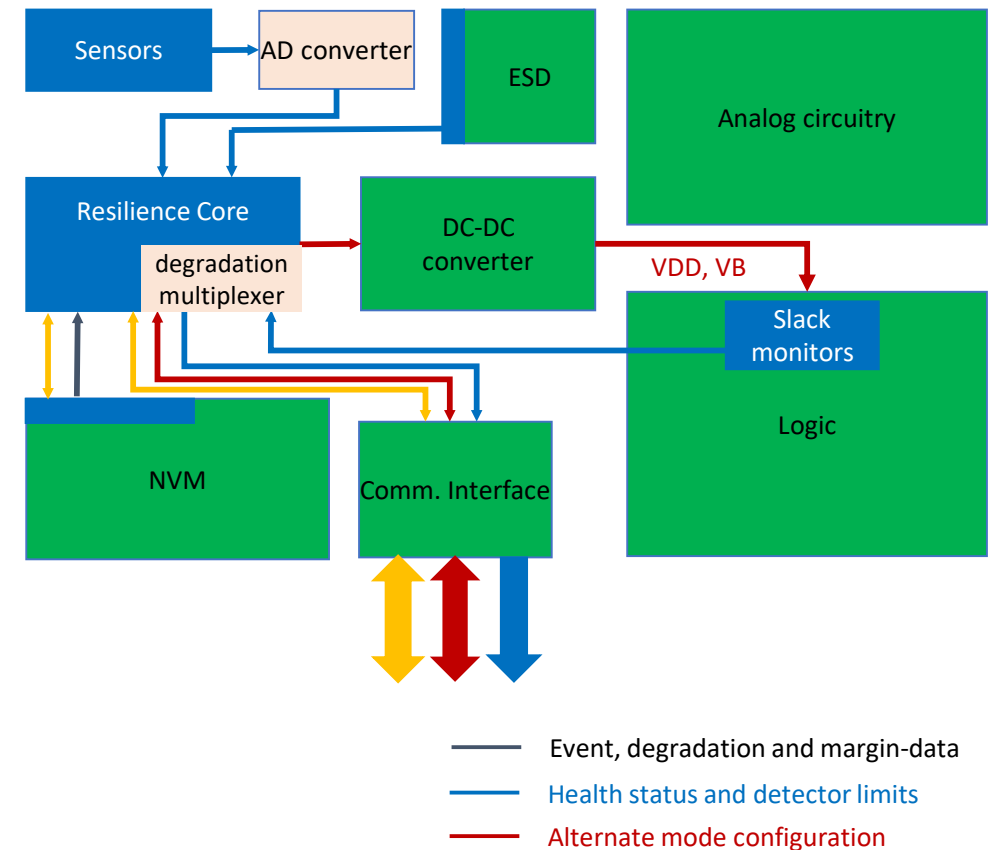 Sensors
AD converter
ESD
Analog circuitry
Resilience Core
degradation
multiplexer
DC-DC
converter
VDD, VB
Slack
monitors
Logic
NVM
Comm. Interface
Event, degradation and margin-data
Health status and detector limits
Alternate mode configuration